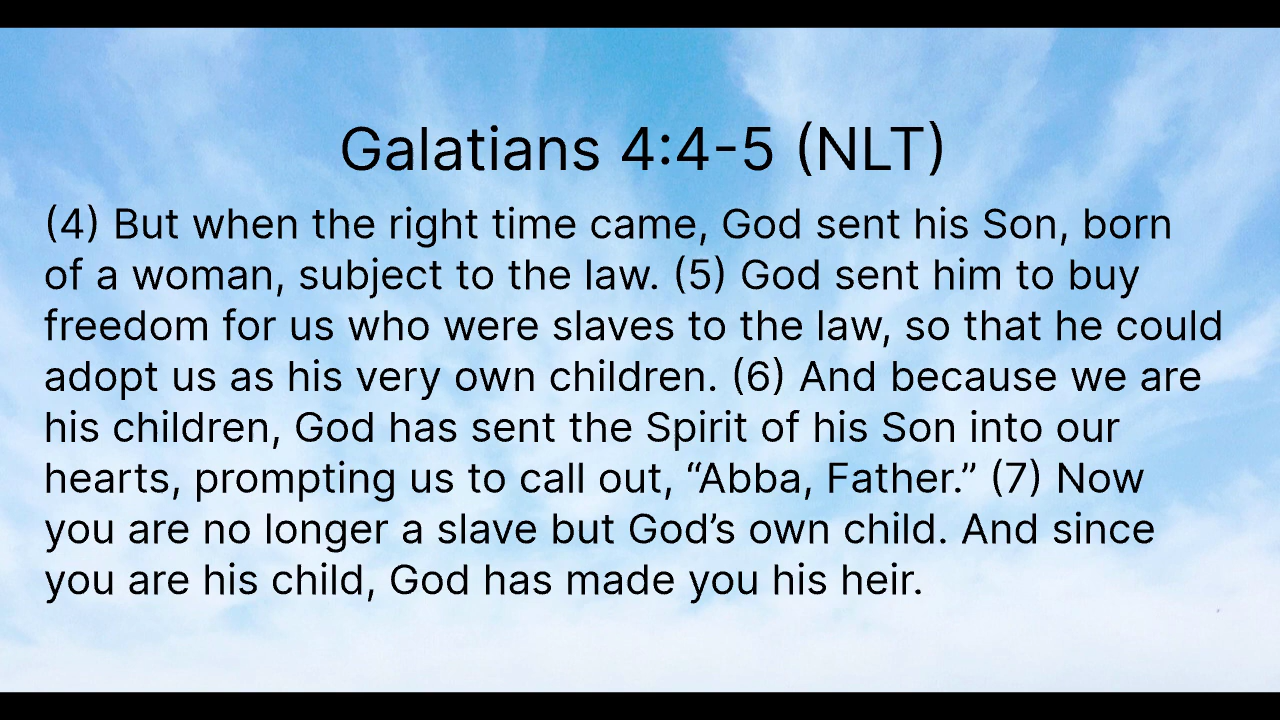 Galatians 4:4-5 (NLT)
(4) But when the right time came, God sent his Son, born
of a woman, subject to the law. (5) God sent him to buy
freedom for us who were slaves to the law, so that he could
adopt us as his very own children. (6) And because we are
his children, God has sent the Spirit of his Son into our
hearts, prompting us to call out, “Abba, Father.” (7) Now
you are no longer a slave but God’s own child. And since
you are his child, God has made you his heir.